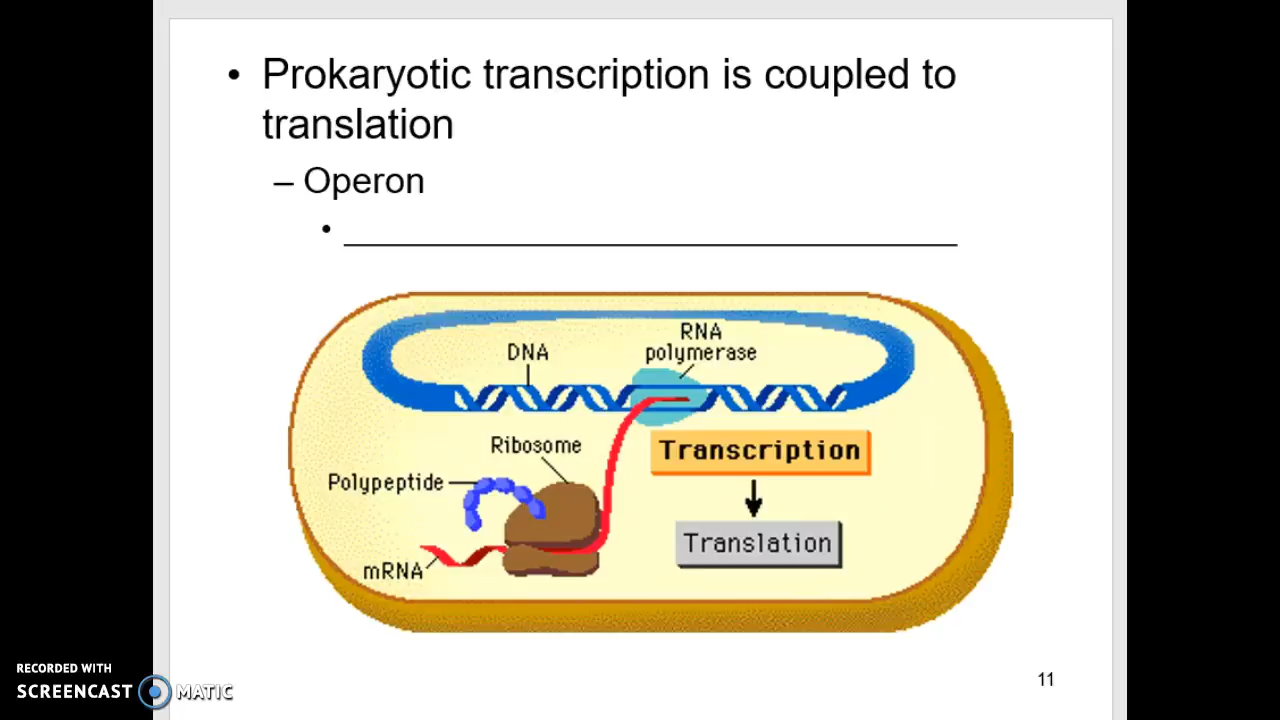 • Prokaryotic transcription is coupled to
translation
– Operon
• ___________________________________
RNA
polymerase
DNA
Ribosome
Transcription
Polypeptide
Translation
mRNA
RECORDED WITH
SCREENCAST MATIC
11